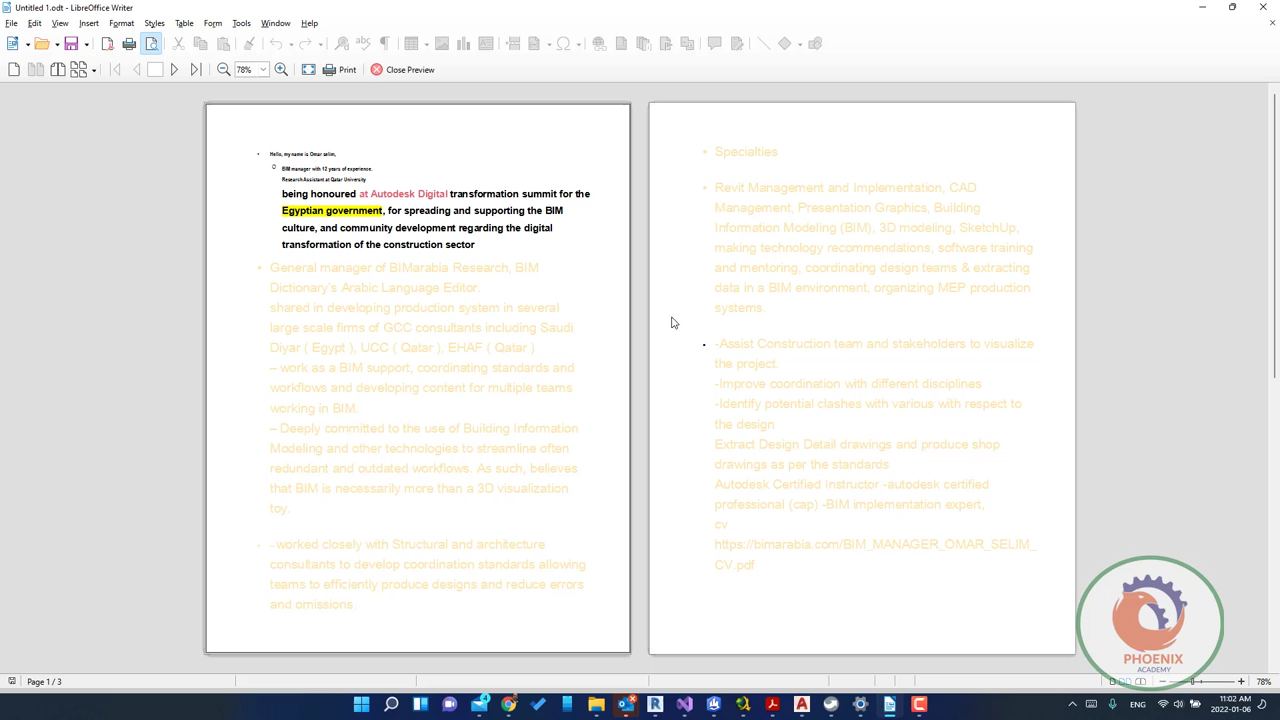 Untitled 1.odt - LibreOffice Writer
File Edit View Insert Format Styles Table Form Tools Window Help
78% Print Close Preview
Hello, my name is Omar selim,
BIM manager with 12 years of experience.
Research Assistant at Qatar University
being honoured at Autodesk Digital transformation summit for the
Egyptian government, for spreading and supporting the BIM
culture, and community development regarding the digital
transformation of the construction sector
General manager of BIMarabia Research, BIM
Dictionary's Arabic Language Editor.
shared in developing production system in several
large scale firms of GCC consultants including Saudi
Diyar ( Egypt ), UCC ( Qatar ), EHAF ( Qatar )
– work as a BIM support, coordinating standards and
workflows and developing content for multiple teams
working in BIM.
– Deeply committed to the use of Building Information
Modeling and other technologies to streamline often
redundant and outdated workflows. As such, believes
that BIM is necessarily more than a 3D visualization
toy.
–worked closely with Structural and architecture
consultants to develop coordination standards allowing
teams to efficiently produce designs and reduce errors
and omissions.
Specialties
Revit Management and Implementation, CAD
Management, Presentation Graphics, Building
Information Modeling (BIM), 3D modeling, SketchUp,
making technology recommendations, software training
and mentoring, coordinating design teams & extracting
data in a BIM environment, organizing MEP production
systems.
-Assist Construction team and stakeholders to visualize
the project.
-Improve coordination with different disciplines
-Identify potential clashes with various with respect to
the design
Extract Design Detail drawings and produce shop
drawings as per the standards
Autodesk Certified Instructor -autodesk certified
professional (cap) -BIM implementation expert,
cv
https://bimarabia.com/BIM_MANAGER_OMAR_SELIM_
CV.pdf
PHOENIX
ACADEMY
Page 1 / 3
78%
4
ENG
11:02 AM
2022-01-06